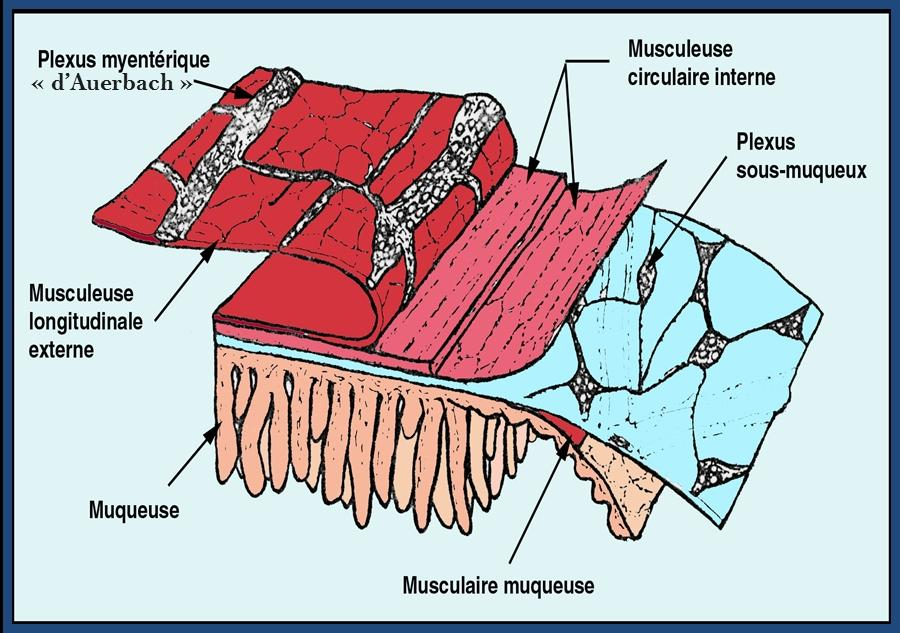 Plexus myentérique
« d'Auerbach »
Musculeuse
circulaire interne
Plexus
sous-muqueux
Musculeuse
longitudinale
externe
Muqueuse
Musculaire muqueuse